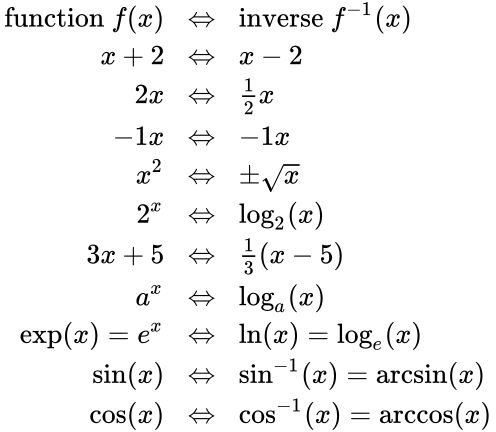 function f(x) ⇔ inverse f⁻¹(x)
x + 2 ⇔ x − 2
2x ⇔ ½x
−1x ⇔ −1x
x² ⇔ ±√x
2ˣ ⇔ log₂(x)
3x + 5 ⇔ ⅓(x − 5)
aˣ ⇔ logₐ(x)
exp(x) = eˣ ⇔ ln(x) = logₑ(x)
sin(x) ⇔ sin⁻¹(x) = arcsin(x)
cos(x) ⇔ cos⁻¹(x) = arccos(x)